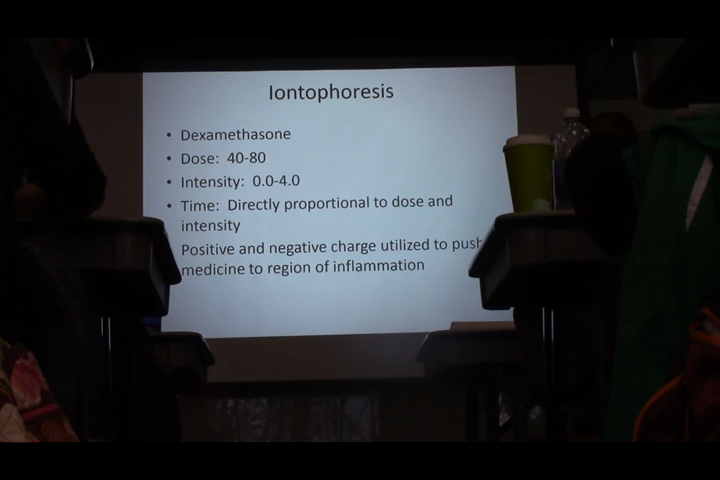 Iontophoresis
• Dexamethasone
• Dose: 40-80
• Intensity: 0.0-4.0
• Time: Directly proportional to dose and
intensity
Positive and negative charge utilized to push
medicine to region of inflammation